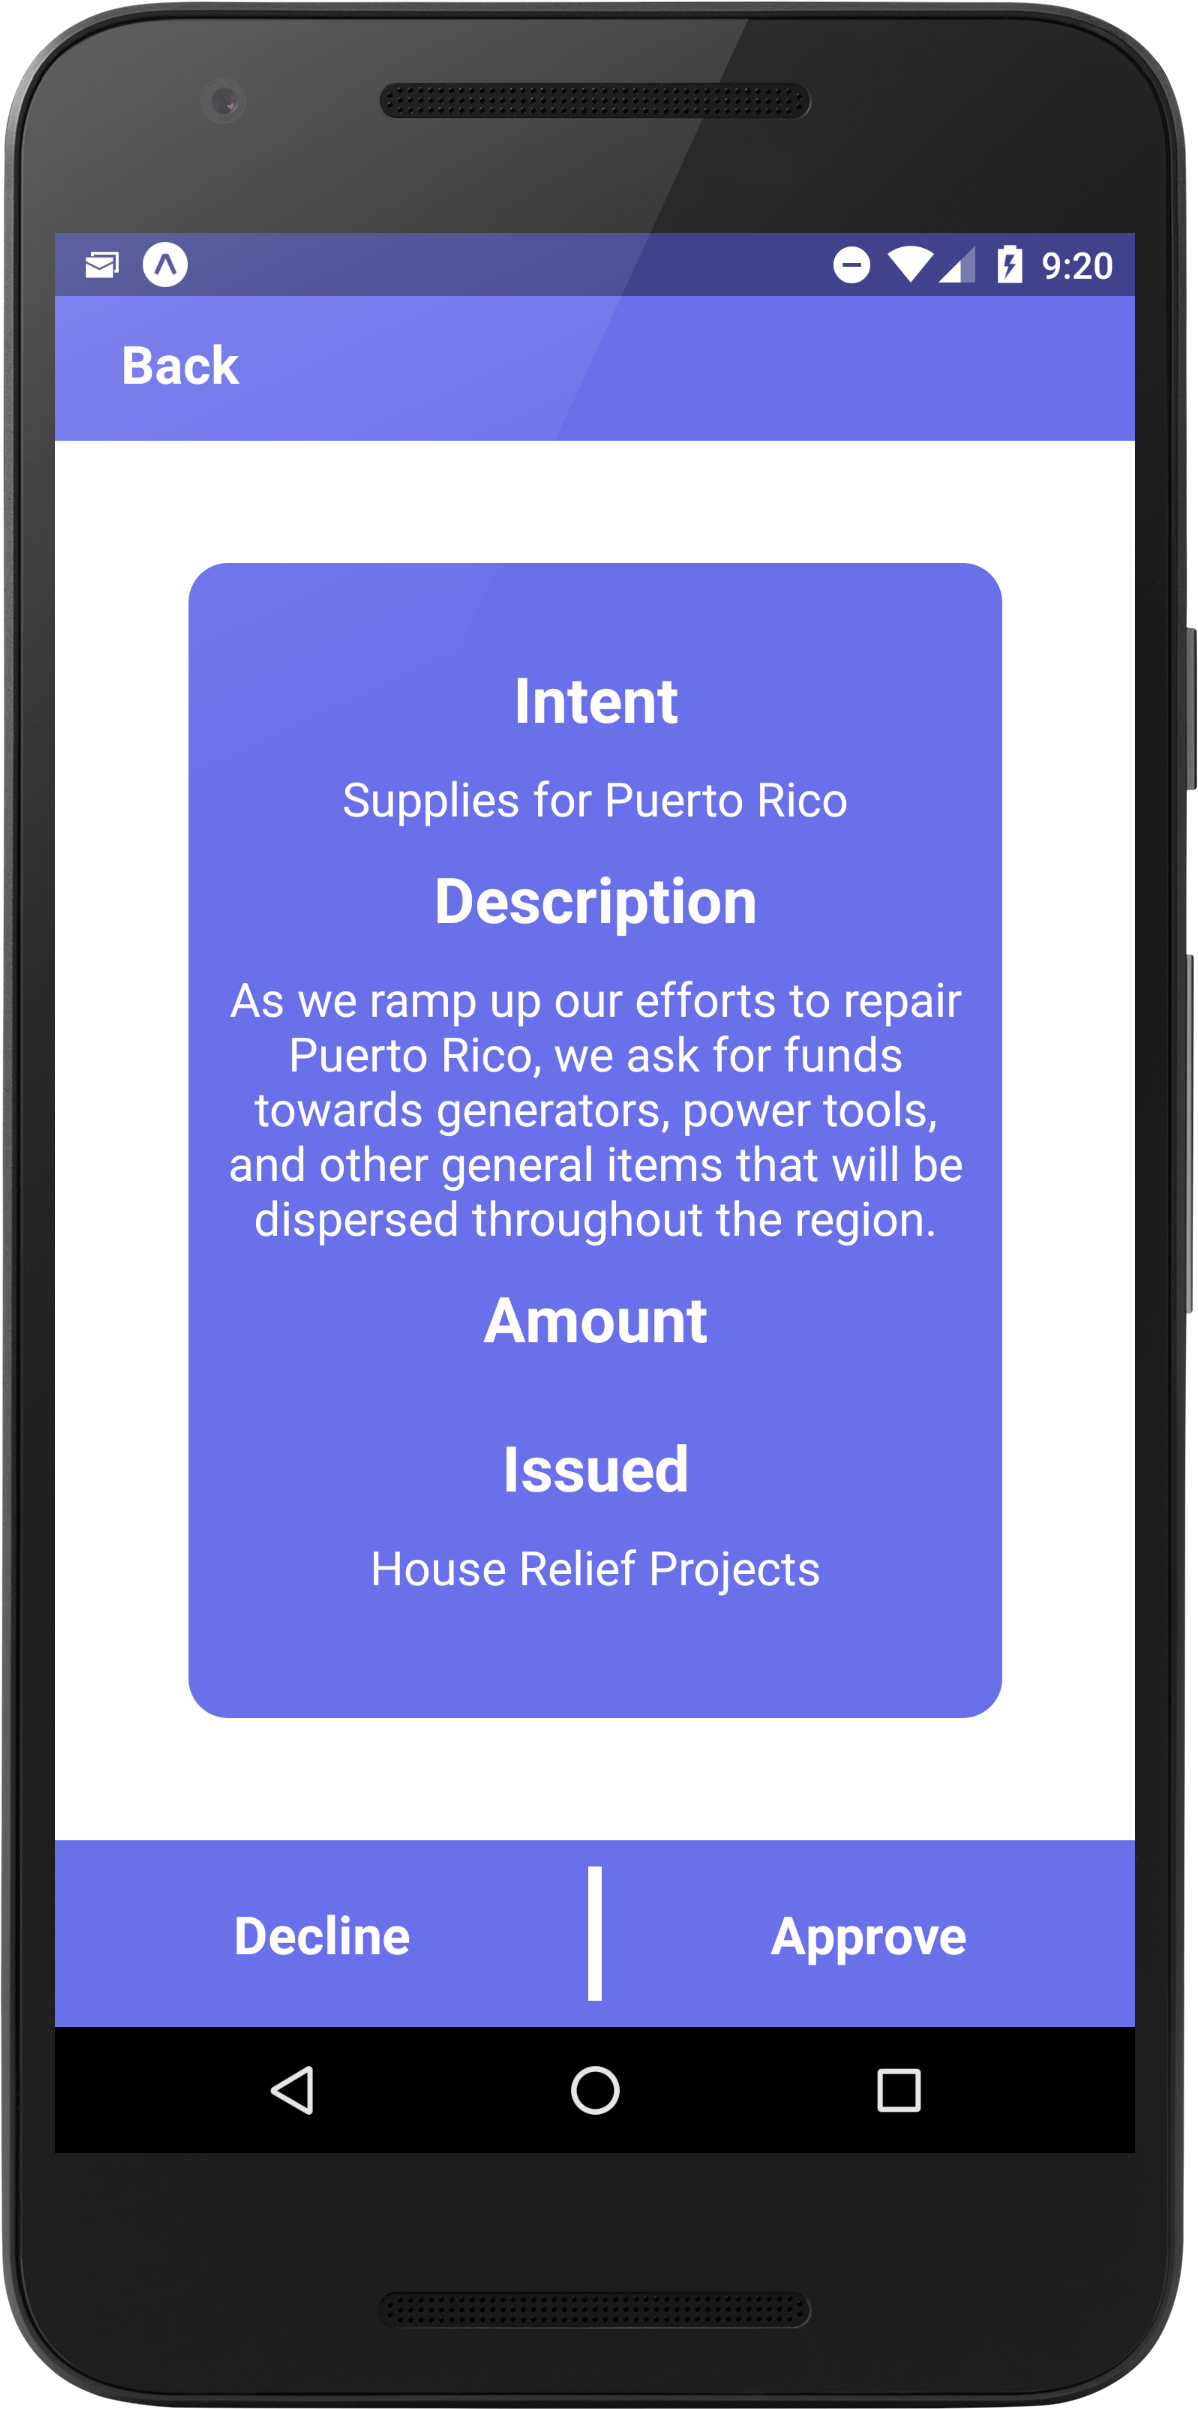 9:20
Back
Intent
Supplies for Puerto Rico
Description
As we ramp up our efforts to repair
Puerto Rico, we ask for funds
towards generators, power tools,
and other general items that will be
dispersed throughout the region.
Amount
Issued
House Relief Projects
Decline
Approve